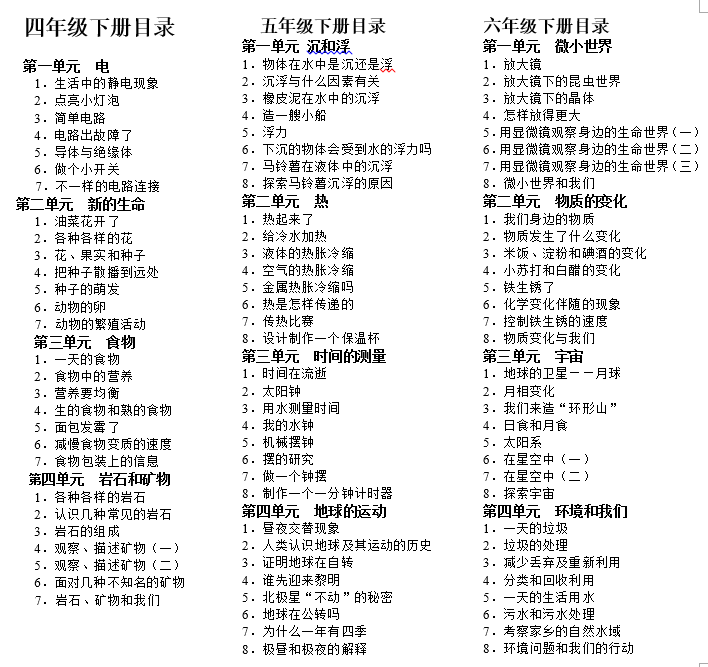 四年级下册目录
第一单元 电
1．生活中的静电现象
2．点亮小灯泡
3．简单电路
4．电路出故障了
5．导体与绝缘体
6．做个小开关
7．不一样的电路连接
第二单元 新的生命
1．油菜花开了
2．各种各样的花
3．花、果实和种子
4．把种子散播到远处
5．种子的萌发
6．动物的卵
7．动物的繁殖活动
第三单元 食物
1．一天的食物
2．食物中的营养
3．营养要均衡
4．生的食物和熟的食物
5．面包发霉了
6．减慢食物变质的速度
7．食物包装上的信息
第四单元 岩石和矿物
1．各种各样的岩石
2．认识几种常见的岩石
3．岩石的组成
4．观察、描述矿物（一）
5．观察、描述矿物（二）
6．面对几种不知名的矿物
7．岩石、矿物和我们
五年级下册目录
第一单元 沉和浮
1．物体在水中是沉还是浮
2．沉浮与什么因素有关
3．橡皮泥在水中的沉浮
4．造一艘小船
5．浮力
6．下沉的物体会受到水的浮力吗
7．马铃薯在液体中的沉浮
8．探索马铃薯沉浮的原因
第二单元 热
1．热起来了
2．给冷水加热
3．液体的热胀冷缩
4．空气的热胀冷缩
5．金属热胀冷缩吗
6．热是怎样传递的
7．传热比赛
8．设计制作一个保温杯
第三单元 时间的测量
1．时间在流逝
2．太阳钟
3．用水测量时间
4．我的水钟
5．机械摆钟
6．摆的研究
7．做一个钟摆
8．制作一个一分钟计时器
第四单元 地球的运动
1．昼夜交替现象
2．人类认识地球及其运动的历史
3．证明地球在自转
4．谁先迎来黎明
5．北极星“不动”的秘密
6．地球在公转吗
7．为什么一年有四季
8．极昼和极夜的解释
六年级下册目录
第一单元 微小世界
1．放大镜
2．放大镜下的昆虫世界
3．放大镜下的晶体
4．怎样放得更大
5.用显微镜观察身边的生命世界（一）
6.用显微镜观察身边的生命世界（二）
7.用显微镜观察身边的生命世界（三）
8．微小世界和我们
第二单元 物质的变化
1．我们身边的物质
2．物质发生了什么变化
3．米饭、淀粉和碘酒的变化
4．小苏打和白醋的变化
5．铁生锈了
6．化学变化伴随的现象
7．控制铁生锈的速度
8．物质变化与我们
第三单元 宇宙
1．地球的卫星－－月球
2．月相变化
3．我们来造“环形山”
4．日食和月食
5．太阳系
6．在星空中（一）
7．在星空中（二）
8．探索宇宙
第四单元 环境和我们
1．一天的垃圾
2．垃圾的处理
3．减少丢弃及重新利用
4．分类和回收利用
5．一天的生活用水
6．污水和污水处理
7．考察家乡的自然水域
8．环境问题和我们的行动